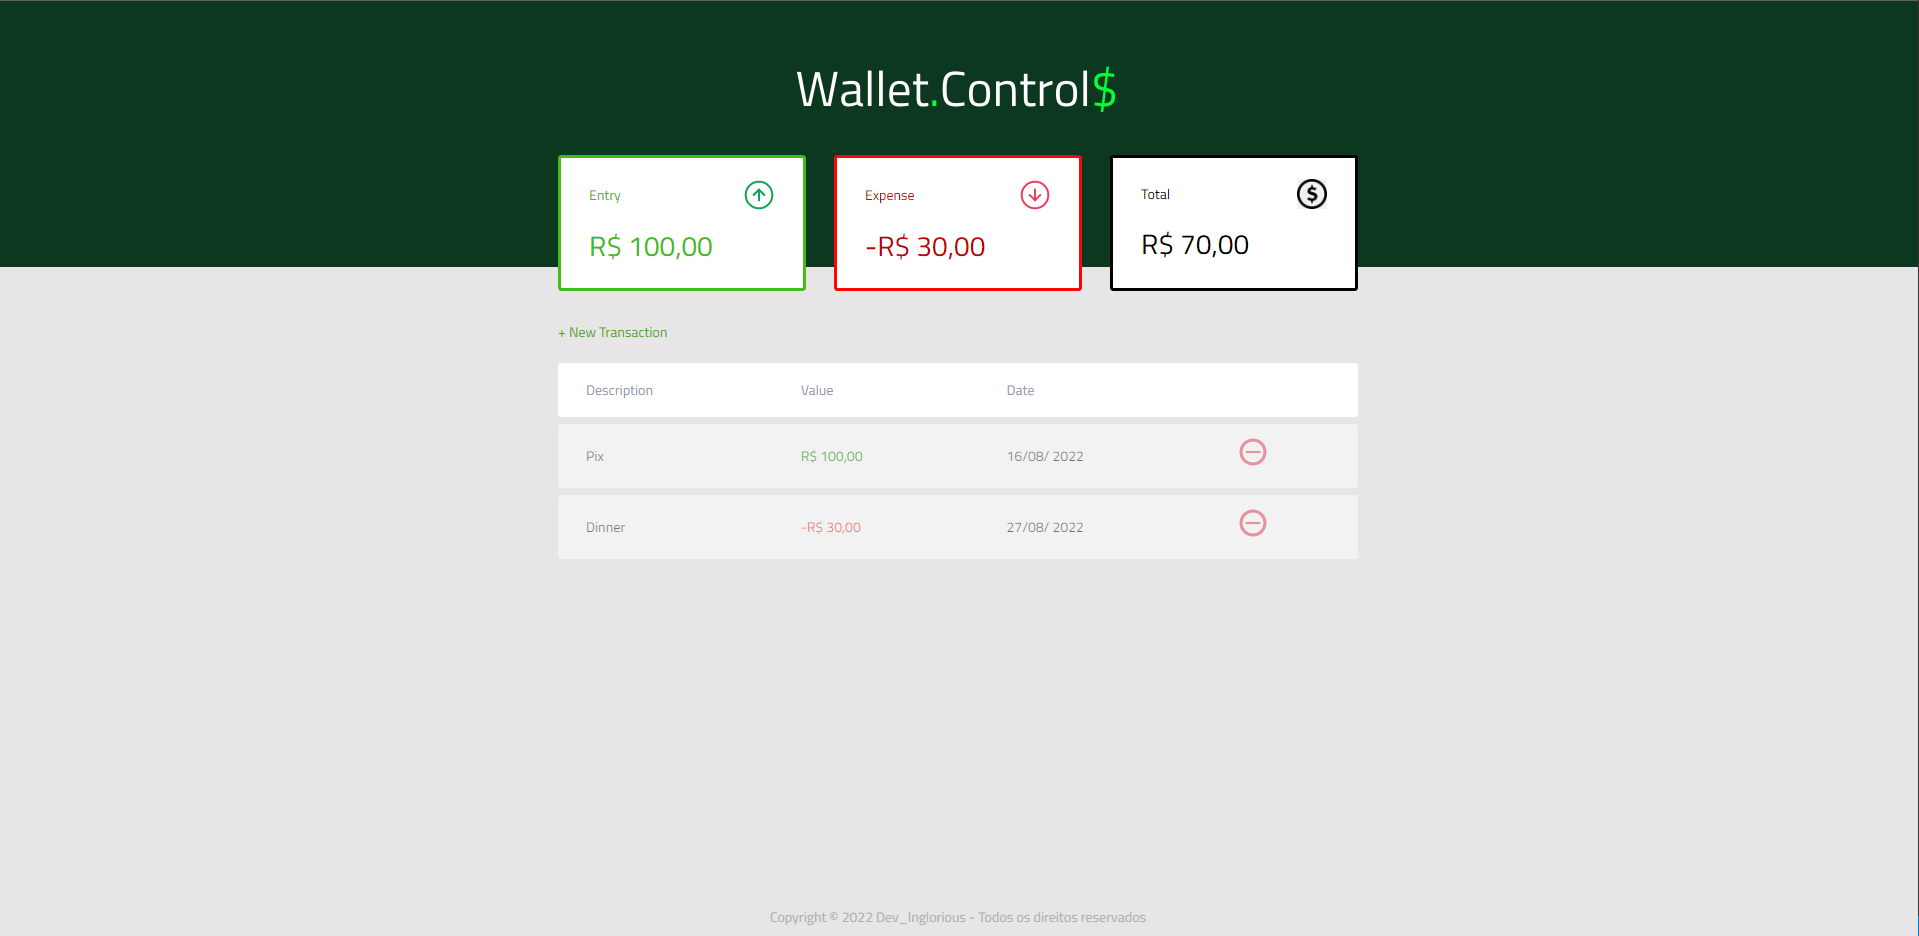 Wallet.Control$
Entry
R$ 100,00
Expense
-R$ 30,00
Total
R$ 70,00
+ New Transaction
Description Value Date
Pix R$ 100,00 16/08/ 2022
Dinner -R$ 30,00 27/08/ 2022
Copyright © 2022 Dev_Inglorious - Todos os direitos reservados